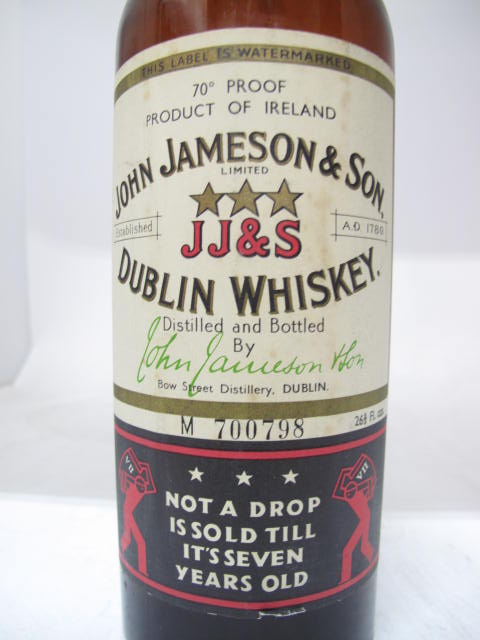 THIS LABEL IS WATERMARKED
70° PROOF
PRODUCT OF IRELAND
JOHN JAMESON & SON,
LIMITED
Established A.D. 1780
JJ&S
DUBLIN WHISKEY.
Distilled and Bottled
By
John Jameson & Son
Bow Street Distillery, DUBLIN.
M 700798 26⅔ Fl. ozs.
VII VII
NOT A DROP
IS SOLD TILL
IT'S SEVEN
YEARS OLD